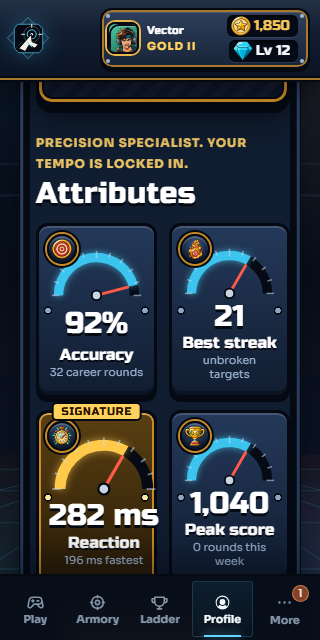 Vector
GOLD II
1,850
Lv 12
PRECISION SPECIALIST. YOUR
TEMPO IS LOCKED IN.
Attributes
92%
Accuracy
32 career rounds
21
Best streak
unbroken
targets
SIGNATURE
282 ms
Reaction
196 ms fastest
1,040
Peak score
0 rounds this
week
Play
Armory
Ladder
Profile
1
More